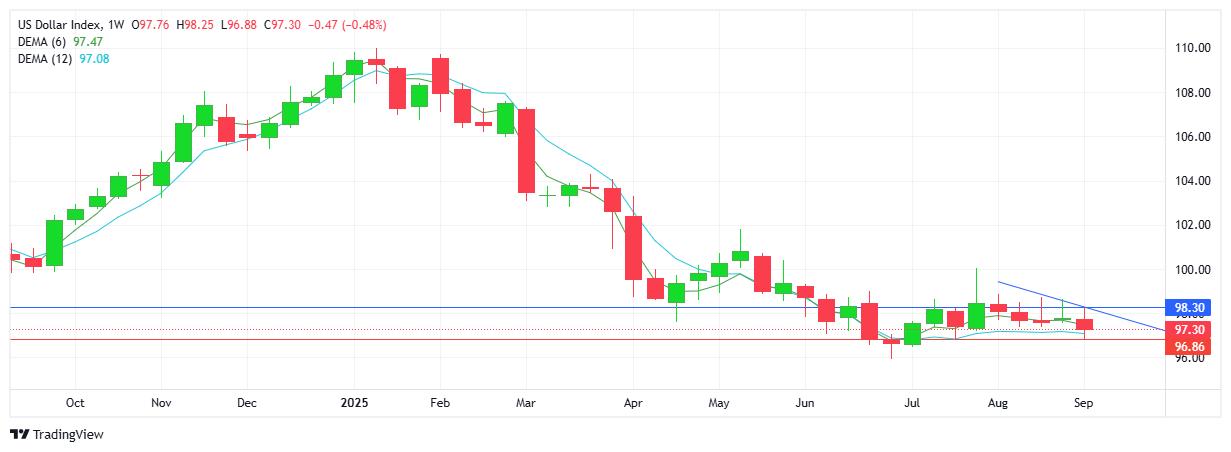 US Dollar Index, 1W O97.76 H98.25 L96.88 C97.30 −0.47 (−0.48%)
DEMA (6) 97.47
DEMA (12) 97.08
110.00
108.00
106.00
104.00
102.00
100.00
98.30
98.00
97.30
96.86
96.00
Oct Nov Dec 2025 Feb Mar Apr May Jun Jul Aug Sep
TradingView